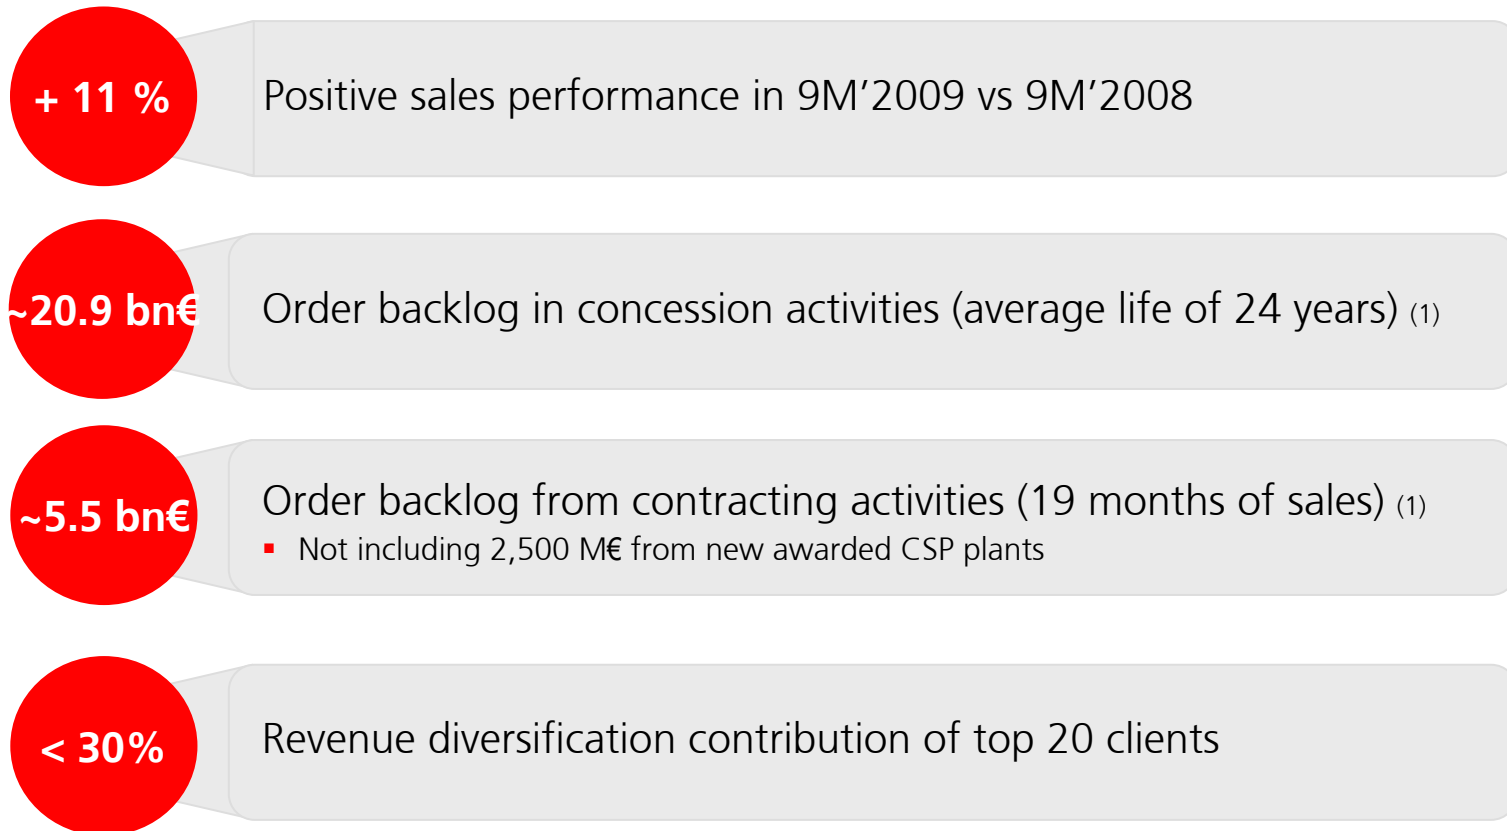 + 11 %
Positive sales performance in 9M’2009 vs 9M’2008
~20.9 bn€
Order backlog in concession activities (average life of 24 years) (1)
~5.5 bn€
Order backlog from contracting activities (19 months of sales) (1)
▪ Not including 2,500 M€ from new awarded CSP plants
< 30%
Revenue diversification contribution of top 20 clients